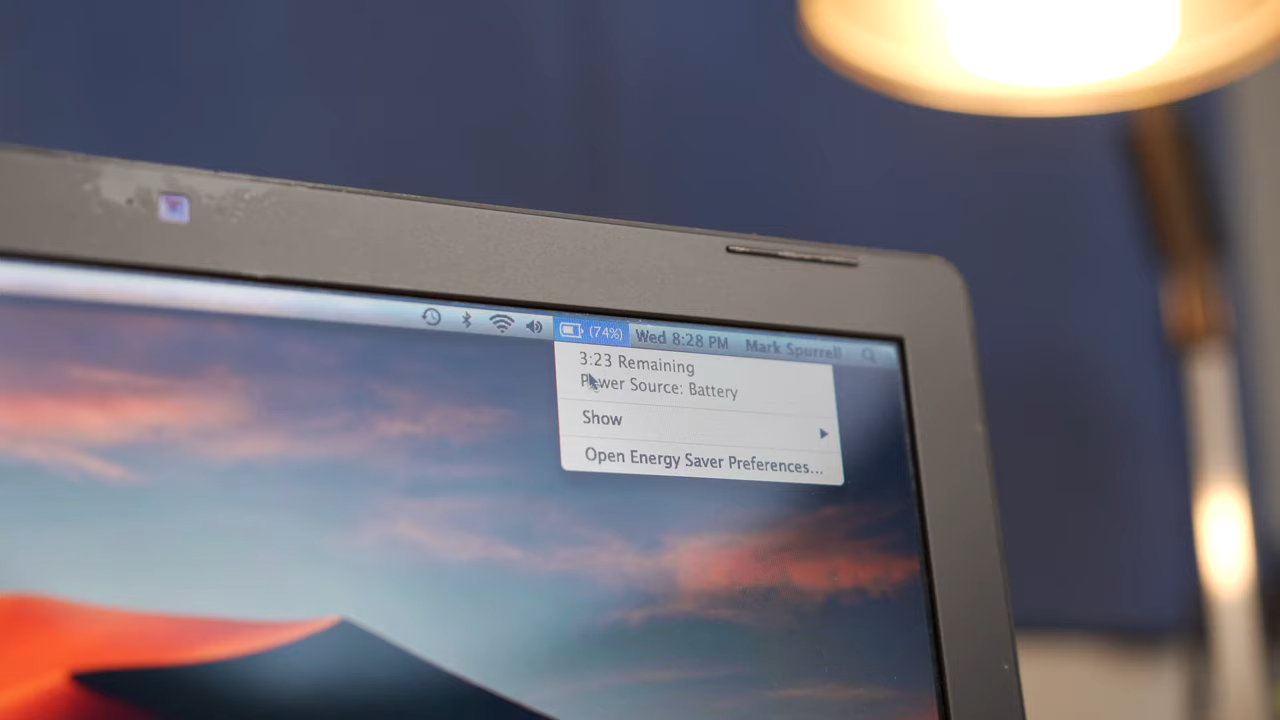 (74%) Wed 8:28 PM Mark Spurrell
3:23 Remaining
Power Source: Battery
Show
Open Energy Saver Preferences...